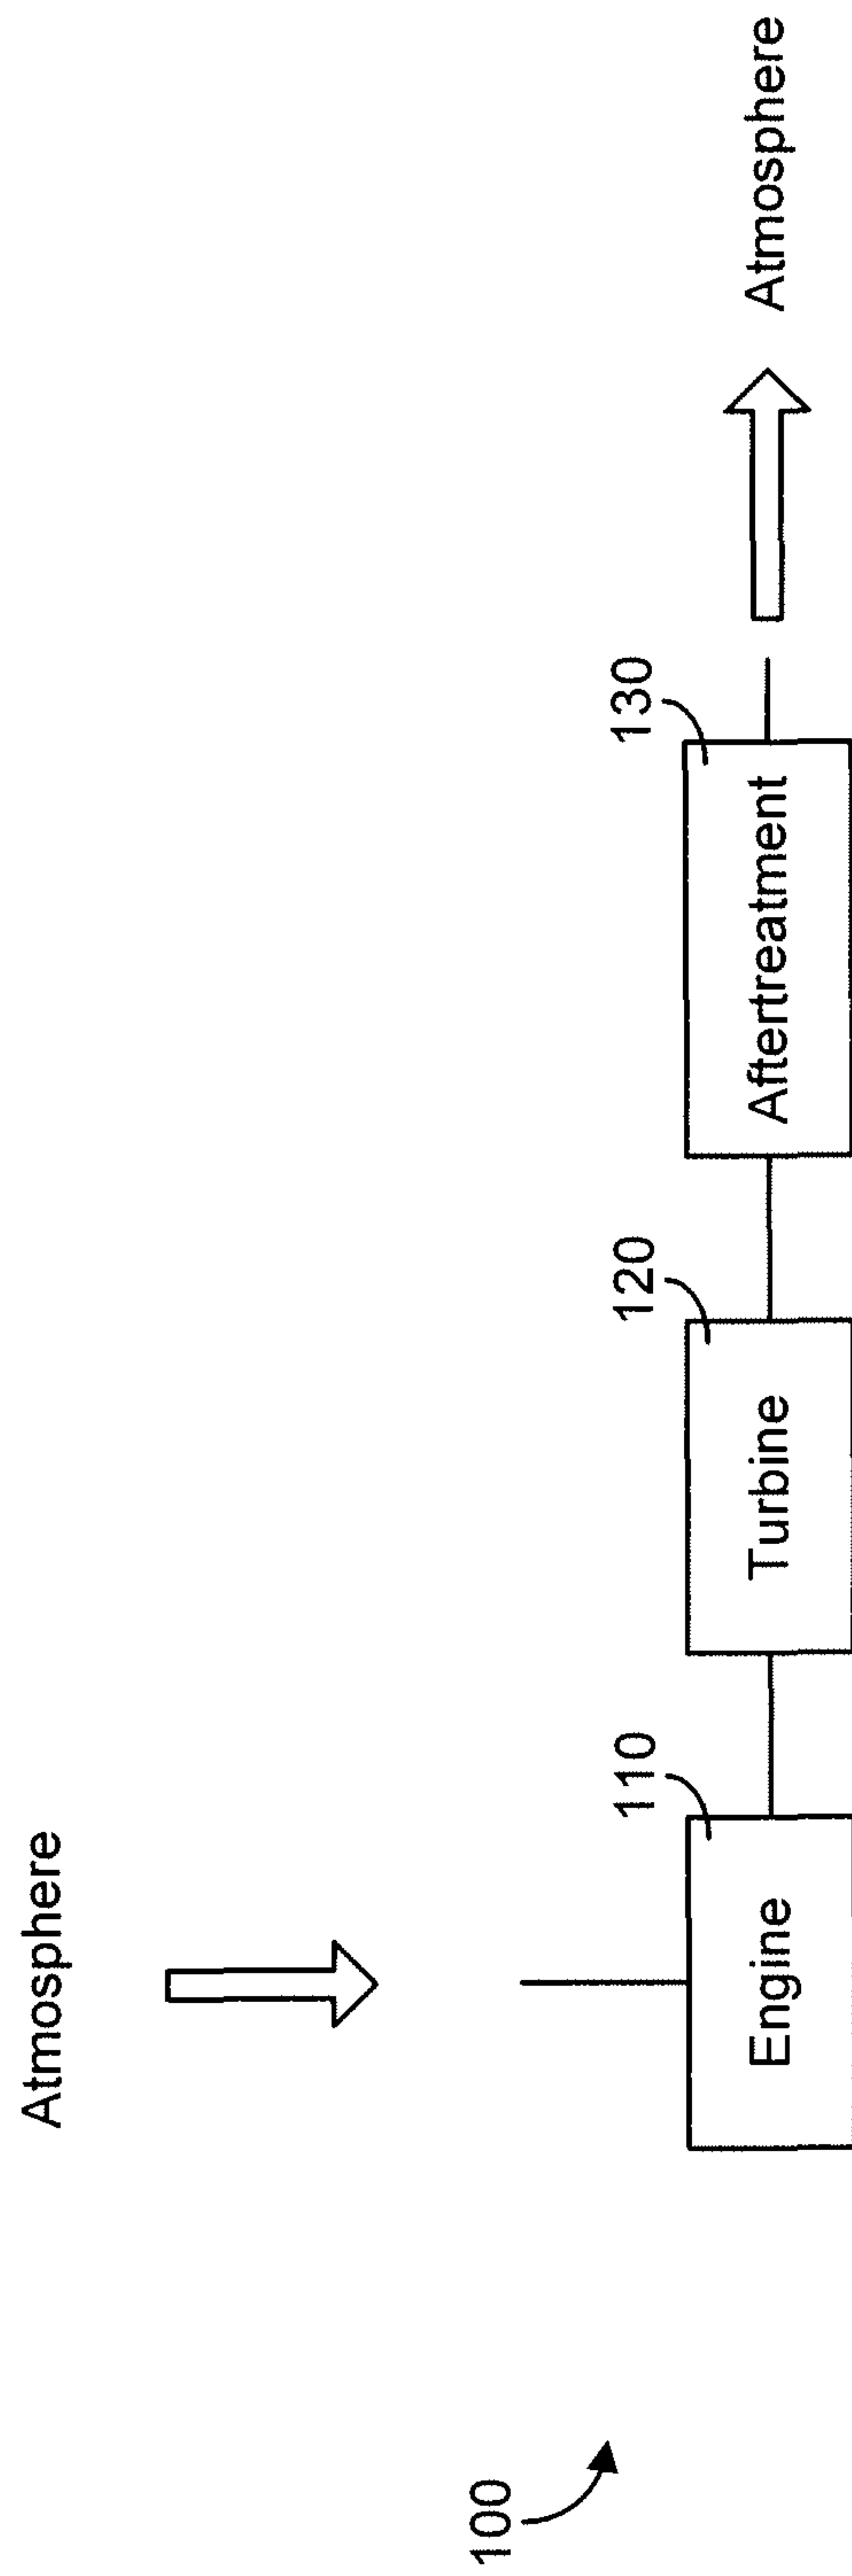 Atmosphere
100
110
120
130
Engine
Turbine
Aftertreatment
Atmosphere